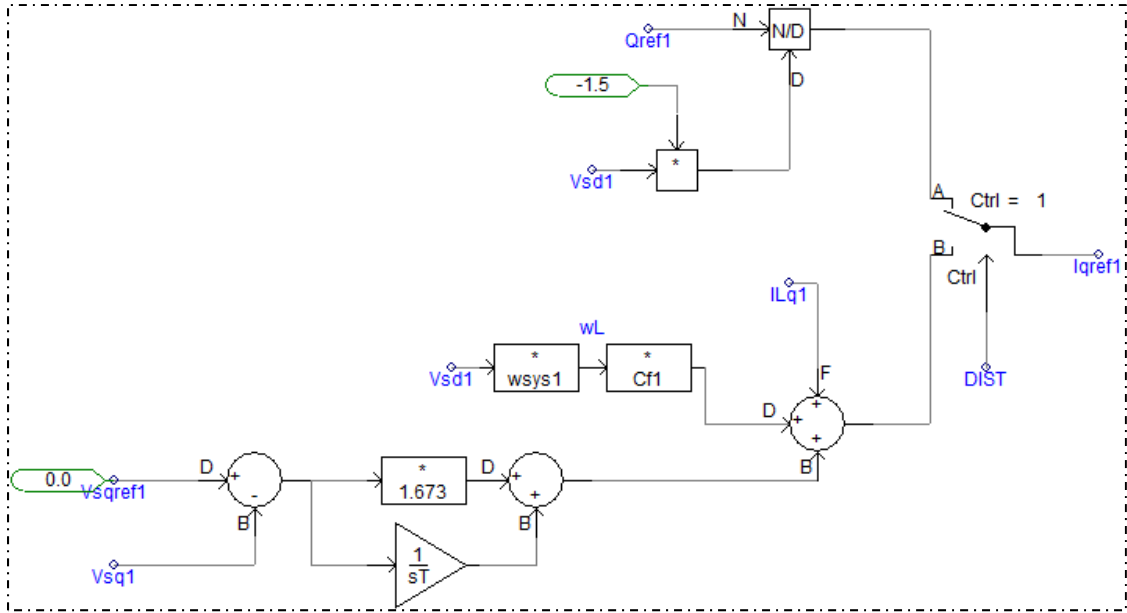 N
N/D
Qref1
D
-1.5
*
Vsd1
A
Ctrl = 1
B
Iqref1
Ctrl
ILq1
wL
F
DIST
Vsd1
*
wsys1
*
Cf1
D
+
+
+
B
0.0
Vsqref1
D
+
-
B
*
1.673
D
+
+
B
1
sT
Vsq1